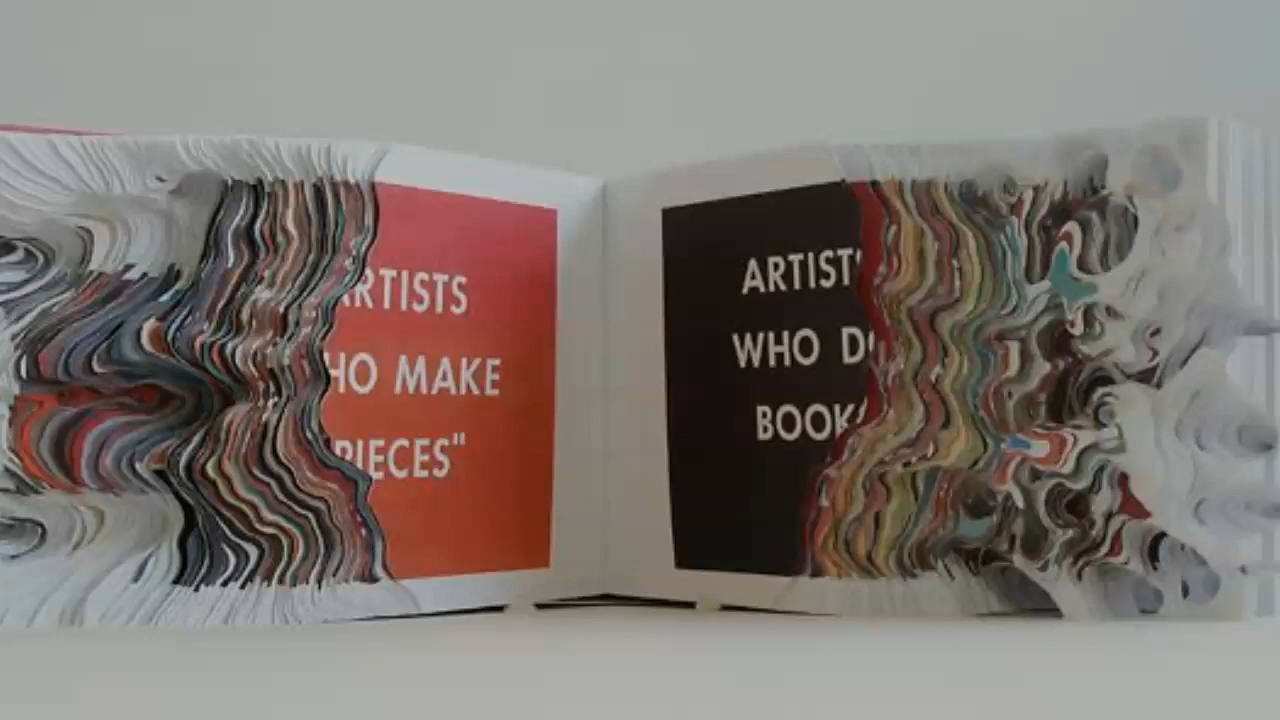 ARTISTS
HO MAKE
PIECES"
ARTIST
WHO D
BOOK